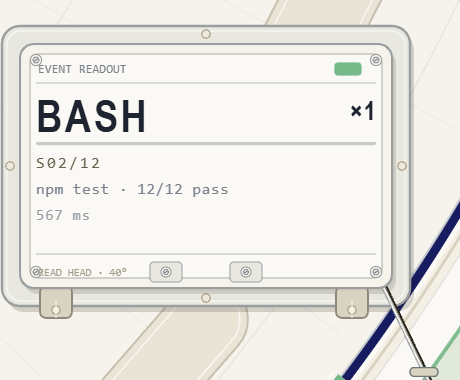 EVENT READOUT
BASH ×1
S02/12
npm test · 12/12 pass
567 ms
READ HEAD · 40°